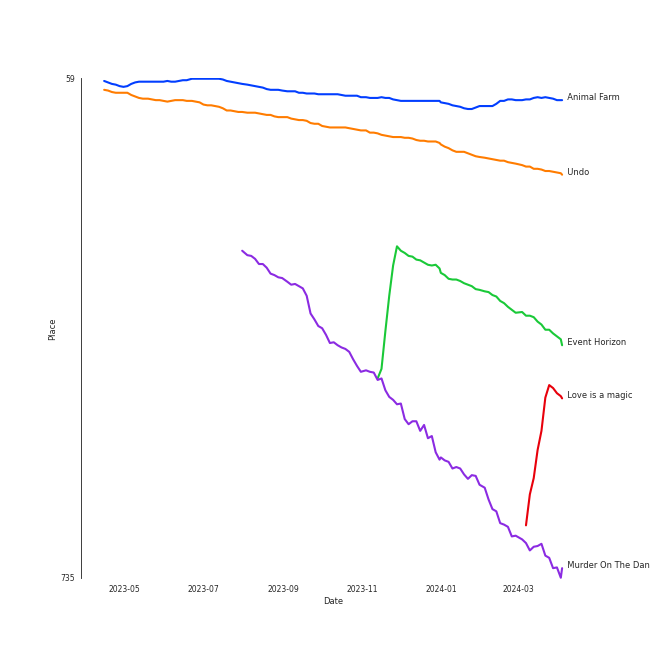 59
Animal Farm
Undo
Place
Event Horizon
Love is a magic
Murder On The Dan
735
2023-05 2023-07 2023-09 2023-11 2024-01 2024-03
Date